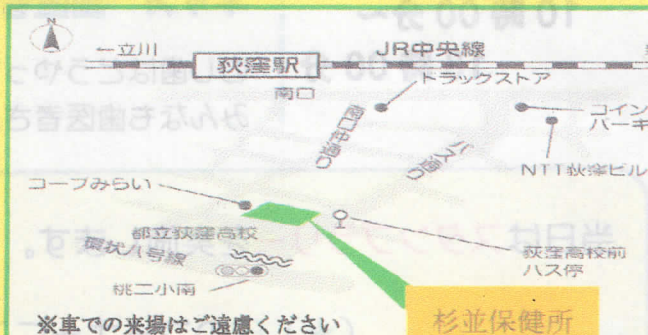 ←立川
荻窪駅
JR中央線
南口
トラックストア
南口中通り
バス通り
コイン
パーキ
NTT荻窪ビル
コープみらい
都立荻窪高校
環状八号線
桃二小南
荻窪高校前
バス停
杉並保健所
※車での来場はご遠慮ください